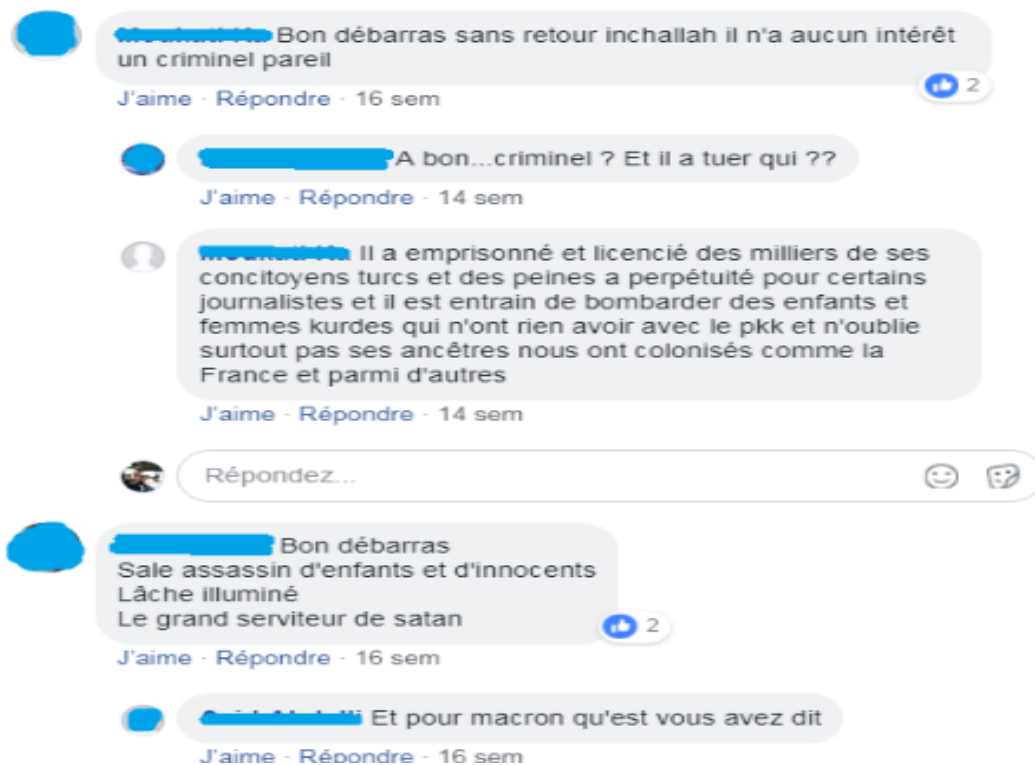 Bon débarras sans retour inchallah il n'a aucun intérêt
un criminel pareil
2
J'aime · Répondre · 16 sem
A bon...criminel ? Et il a tuer qui ??
J'aime · Répondre · 14 sem
Il a emprisonné et licencié des milliers de ses
concitoyens turcs et des peines a perpétuité pour certains
journalistes et il est entrain de bombarder des enfants et
femmes kurdes qui n'ont rien avoir avec le pkk et n'oublie
surtout pas ses ancêtres nous ont colonisés comme la
France et parmi d'autres
J'aime · Répondre · 14 sem
Répondez...
Bon débarras
Sale assassin d'enfants et d'innocents
Lâche illuminé
Le grand serviteur de satan
2
J'aime · Répondre · 16 sem
Et pour macron qu'est vous avez dit
J'aime · Répondre · 16 sem